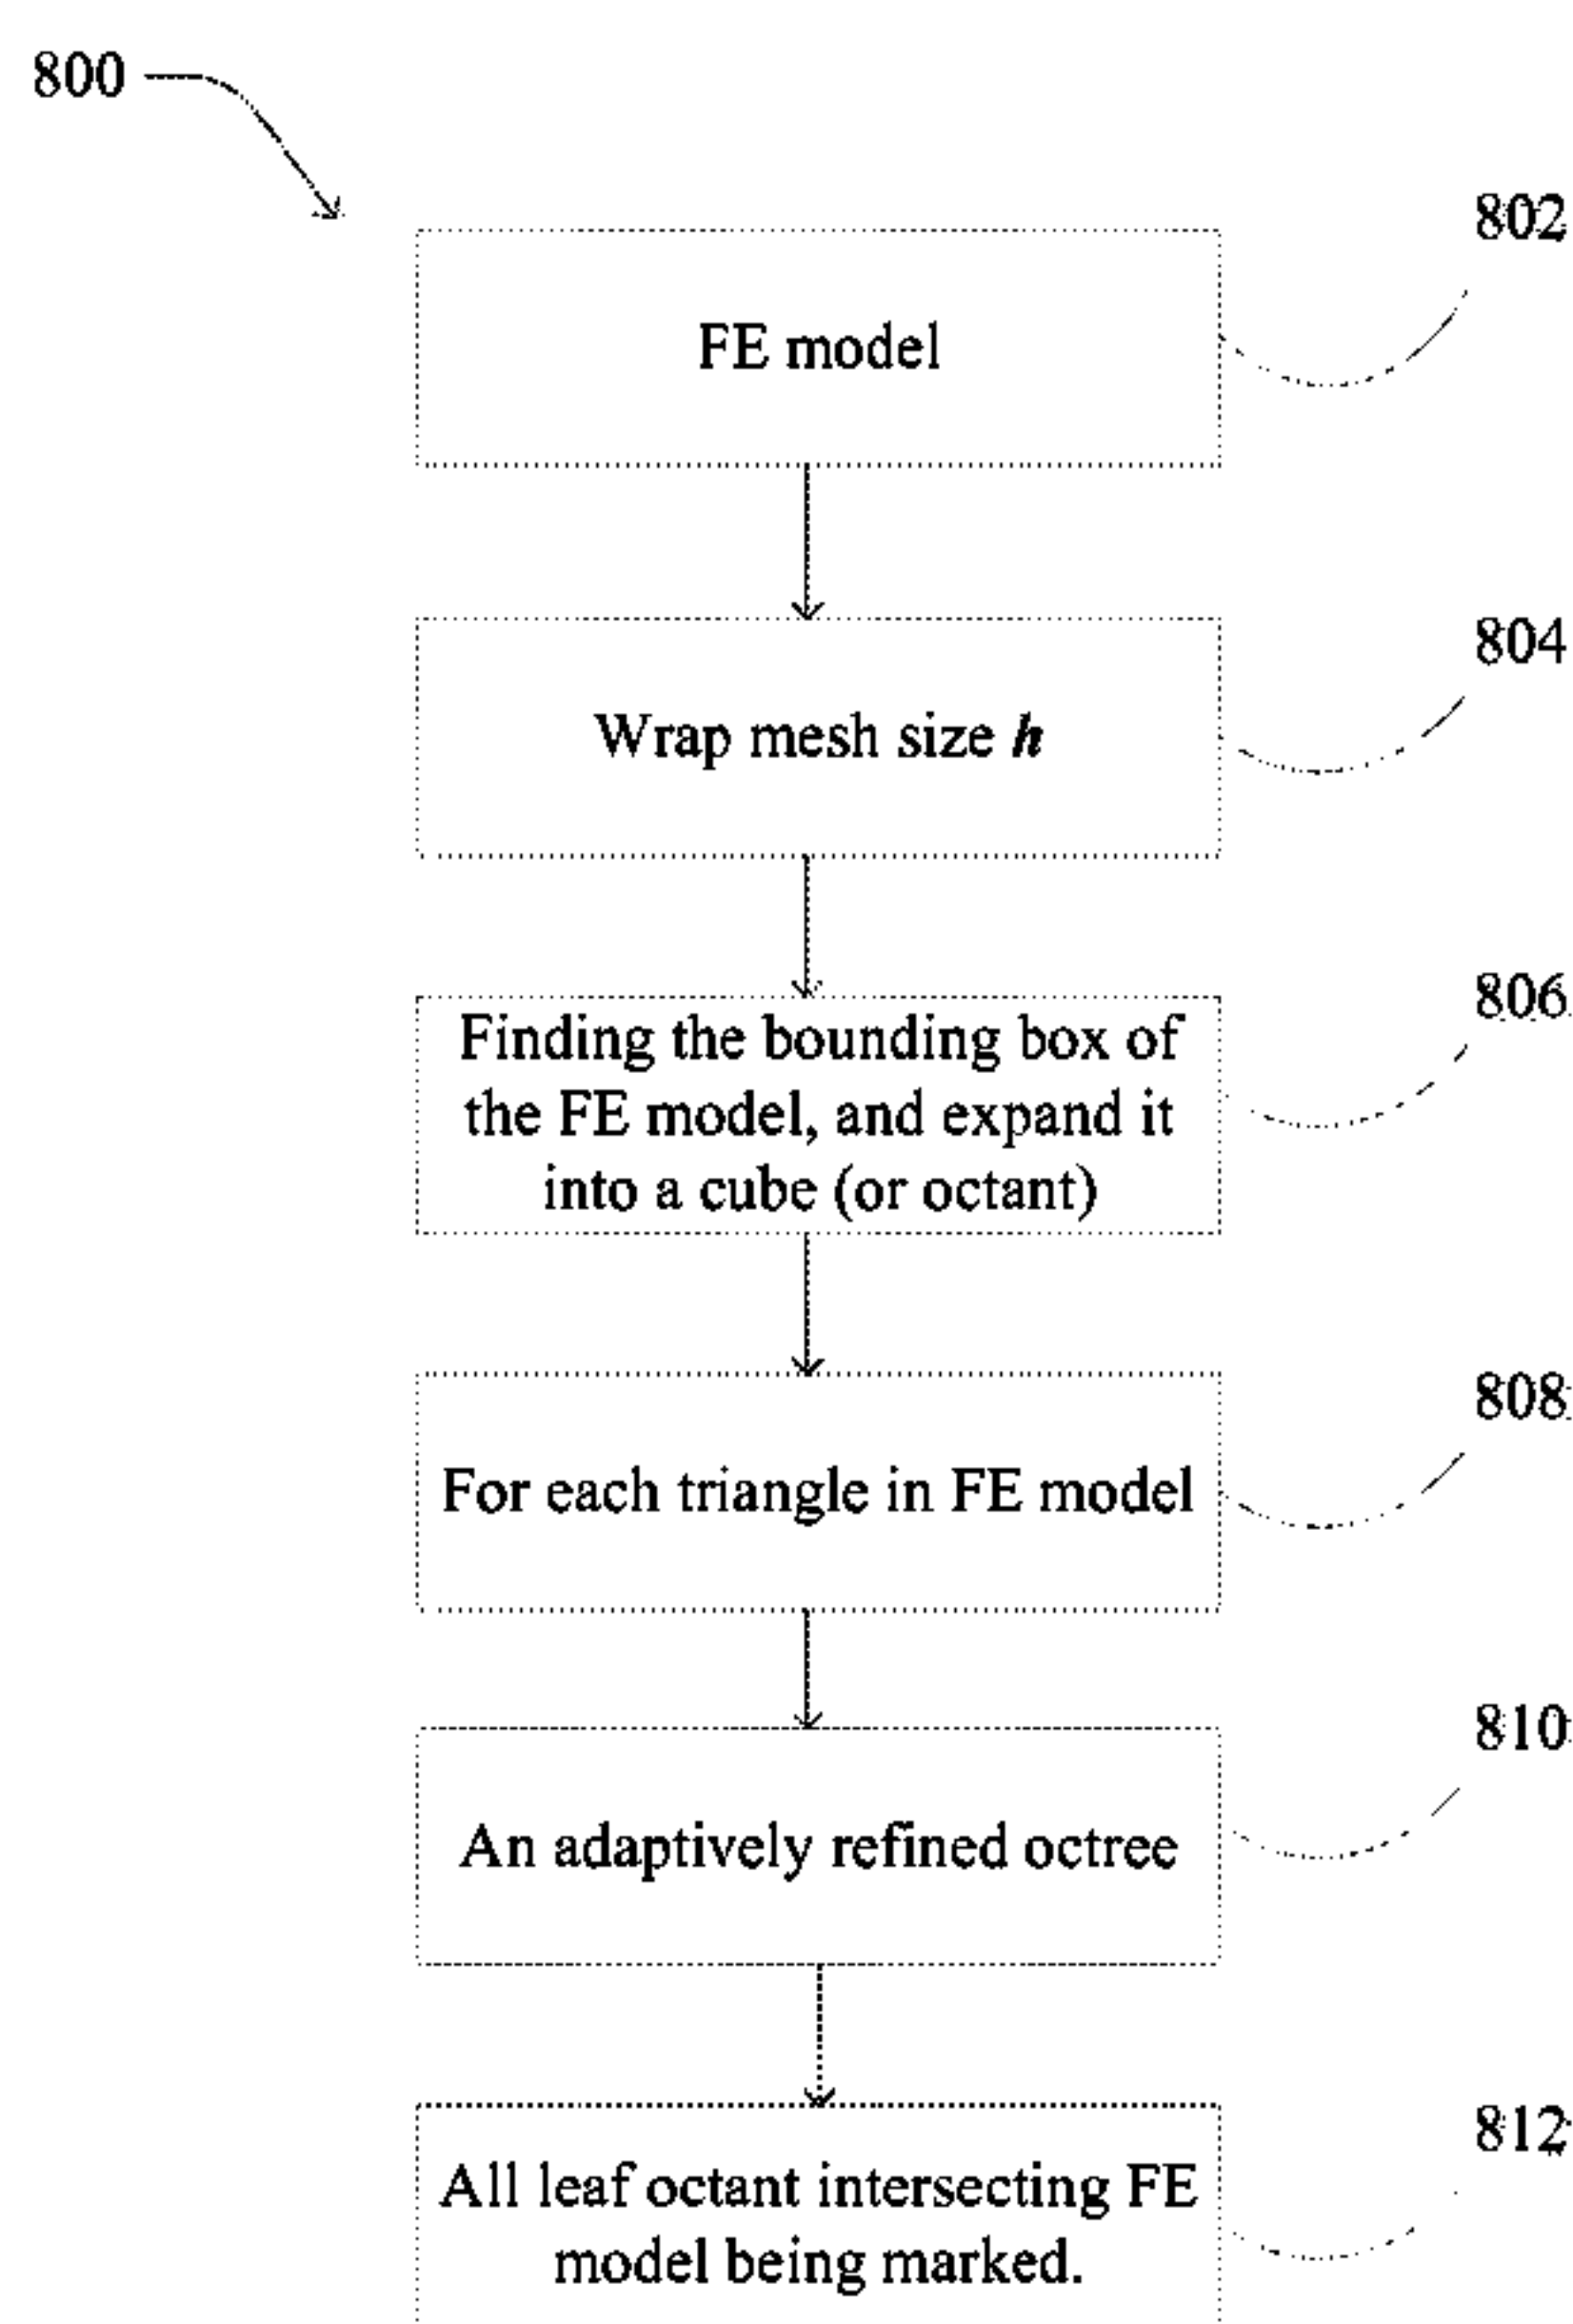 800
802
FE model
804
Wrap mesh size h
806
Finding the bounding box of
the FE model, and expand it
into a cube (or octant)
808
For each triangle in FE model
810
An adaptively refined octree
812
All leaf octant intersecting FE
model being marked.